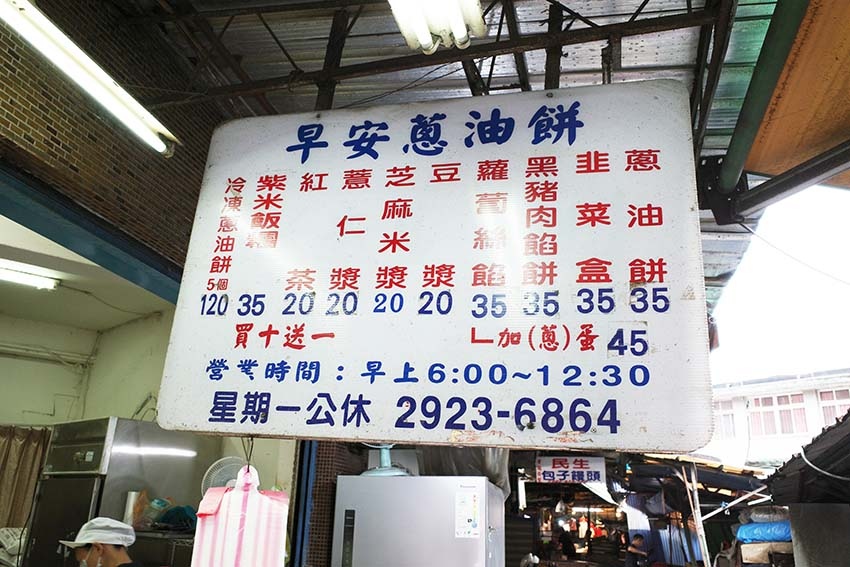 早安蔥油餅
蔥油餅 35
韭菜盒 35
黑豬肉餡餅 35
蘿蔔絲餡餅 35
豆漿 20
芝麻米漿 20
薏仁漿 20
紅茶 20
紫米飯糰 35
冷凍蔥油餅5個 120
買十送一
加(蔥)蛋 45
營業時間：早上6:00~12:30
星期一公休 2923-6864
民生
包子饅頭